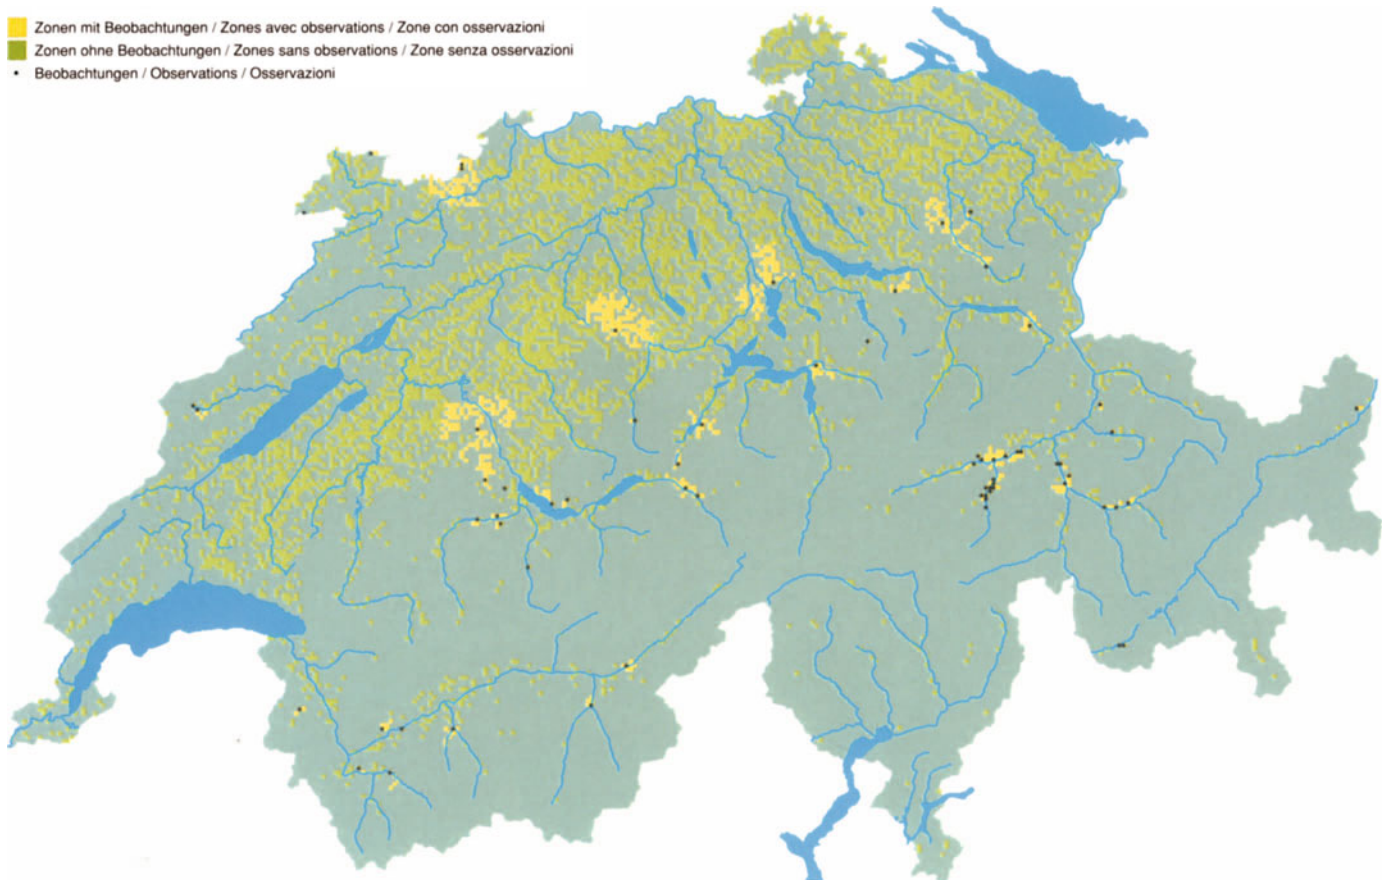 Zonen mit Beobachtungen / Zones avec observations / Zone con osservazioni
Zonen ohne Beobachtungen / Zones sans observations / Zone senza osservazioni
Beobachtungen / Observations / Osservazioni